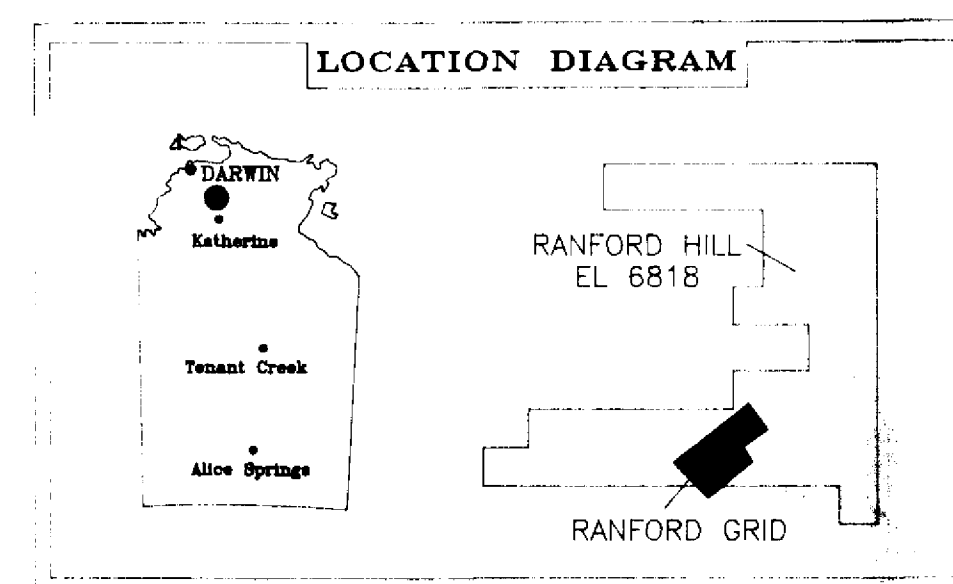 LOCATION DIAGRAM
DARWIN
Katherine
Tenant Creek
Alice Springs
RANFORD HILL
EL 6818
RANFORD GRID